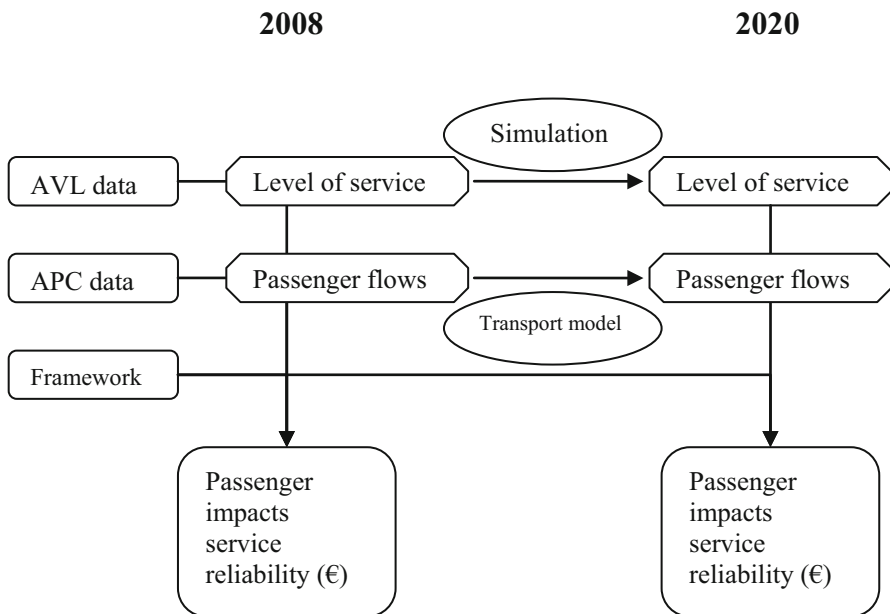 2008
2020
Simulation
AVL data
Level of service
Level of service
APC data
Passenger flows
Passenger flows
Transport model
Framework
Passenger
impacts
service
reliability (€)
Passenger
impacts
service
reliability (€)